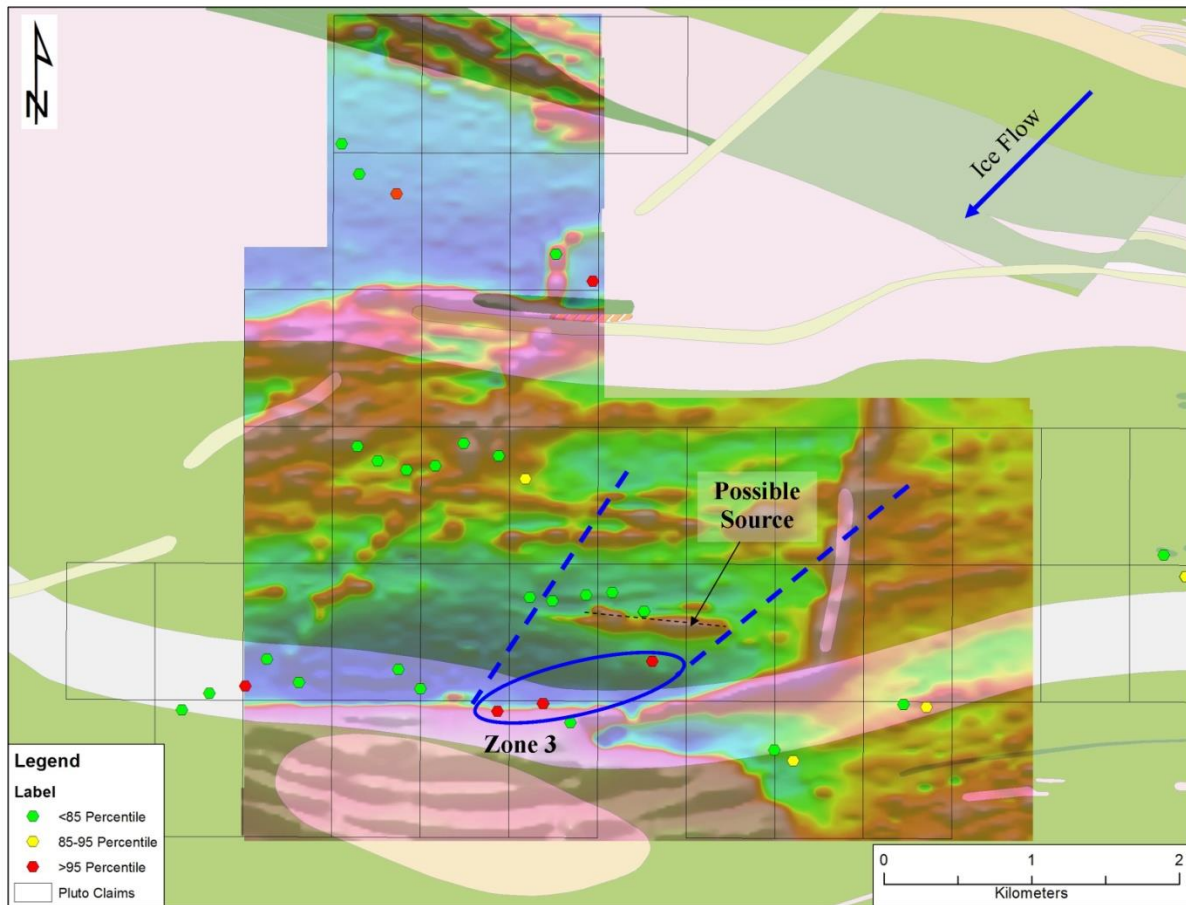 N
Ice Flow
Possible
Source
Zone 3
Legend
Label
<85 Percentile
85-95 Percentile
>95 Percentile
Pluto Claims
0 1 2
Kilometers